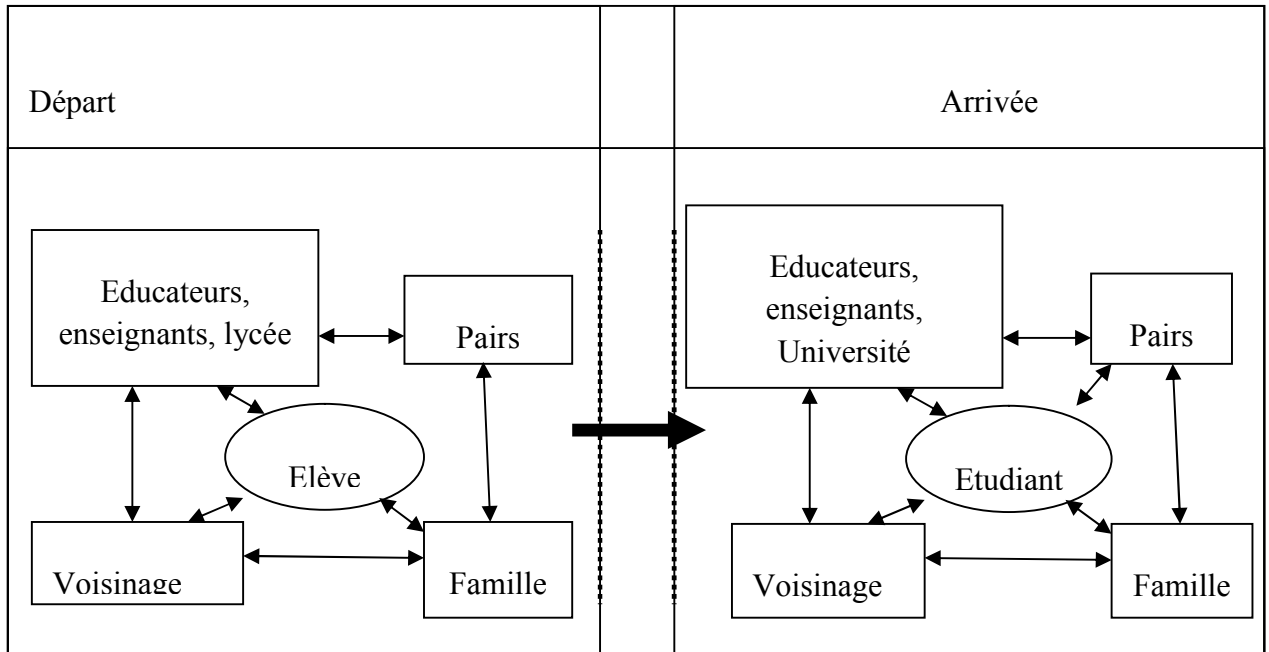 Départ
Arrivée
Educateurs,
enseignants, lycée
Pairs
Elève
Voisinage
Famille
Educateurs,
enseignants,
Université
Pairs
Etudiant
Voisinage
Famille